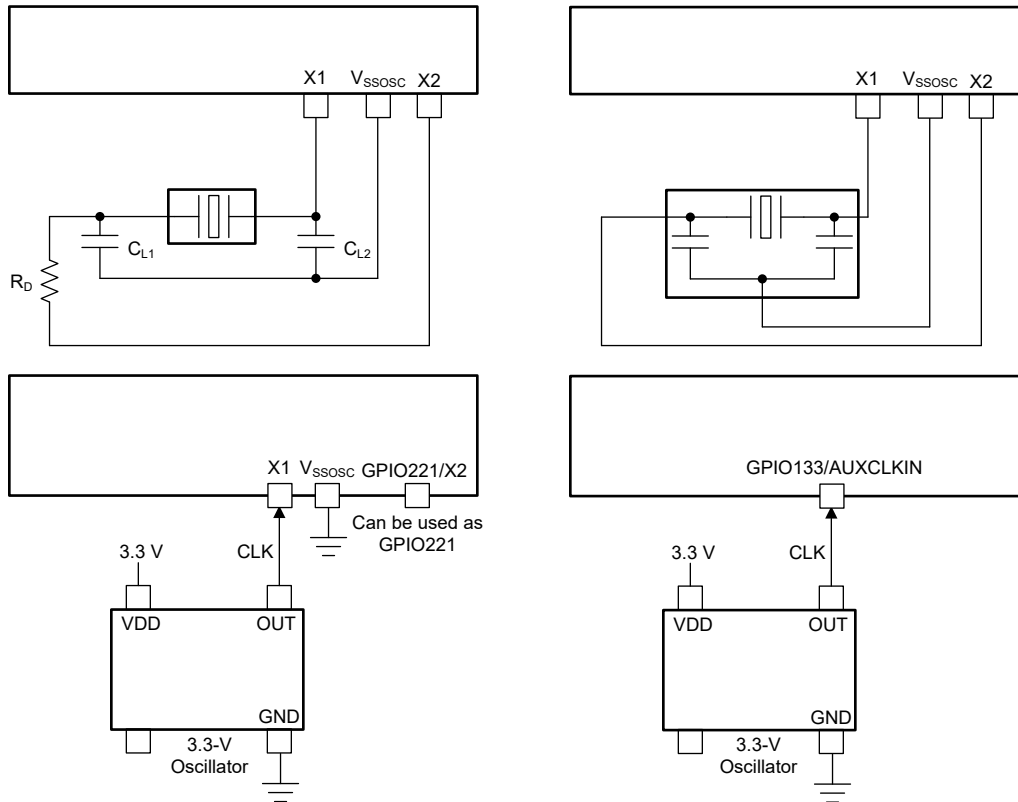 X1 VSSOSC X2
CL1
CL2
RD
X1 VSSOSC X2
X1 VSSOSC GPIO221/X2
Can be used as
GPIO221
3.3 V
CLK
VDD
OUT
GND
3.3-V
Oscillator
GPIO133/AUXCLKIN
3.3 V
CLK
VDD
OUT
GND
3.3-V
Oscillator